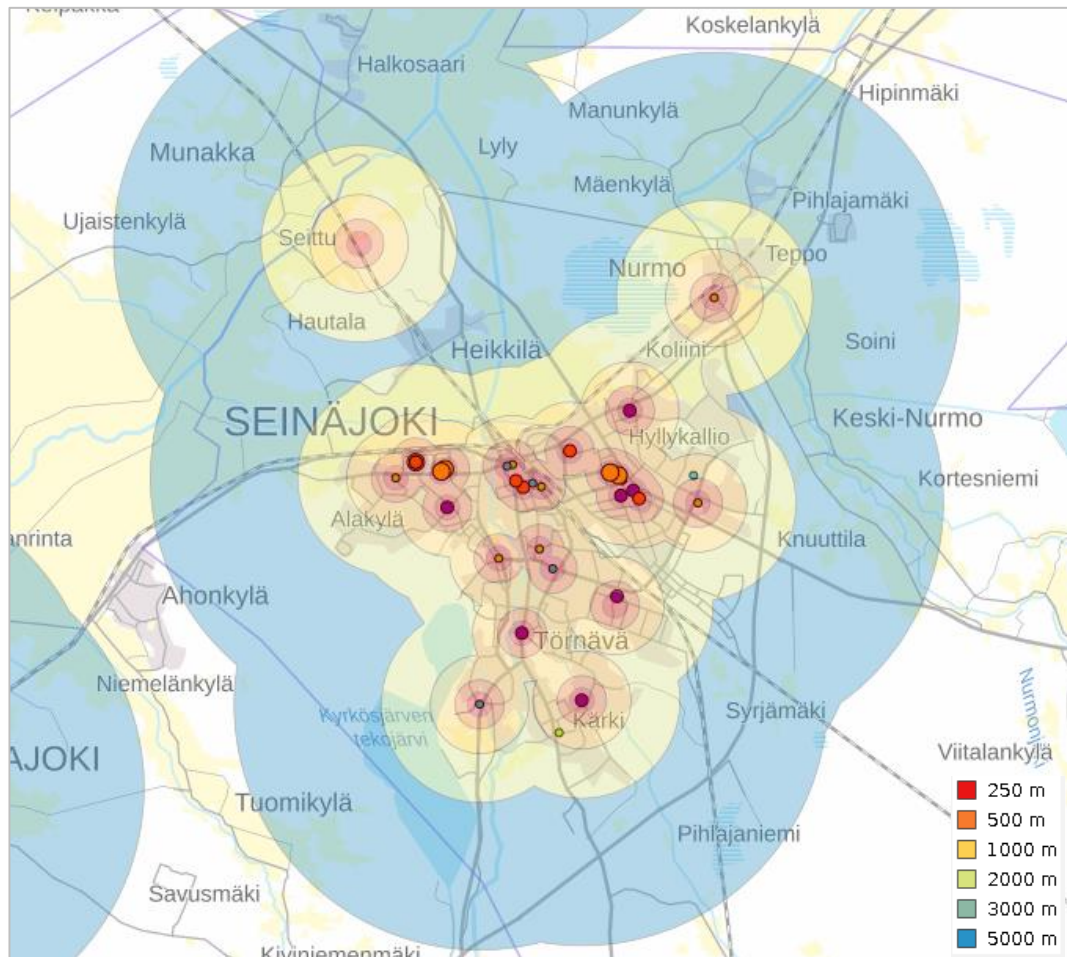 Koskelankylä
Halkosaari
Hipinmäki
Manunkylä
Lyly
Munakka
Mäenkylä
Pihlajamäki
Ujaistenkylä
Seittu
Teppo
Nurmo
Hautala
Heikkilä
Koliini
Soini
SEINÄJOKI
Keski-Nurmo
Hyllykallio
Kortesniemi
Alakylä
anrinta
Knuuttila
Ahonkylä
Törnävä
Niemelänkylä
Kyrkösjärven
tekojärvi
Kärki
Syrjämäki
AJOKI
Viitalankylä
Tuomikylä
250 m
500 m
Pihlajaniemi
1000 m
2000 m
Savusmäki
3000 m
5000 m